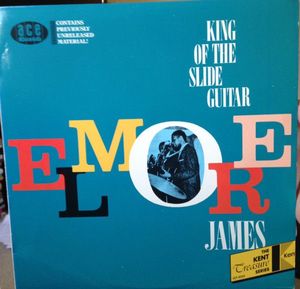 ace
CONTAINS
PREVIOUSLY
UNRELEASED
MATERIAL!
KING
OF THE
SLIDE
GUITAR
ELMORE
JAMES
THE
KENT
Treasure
SERIES
Kent